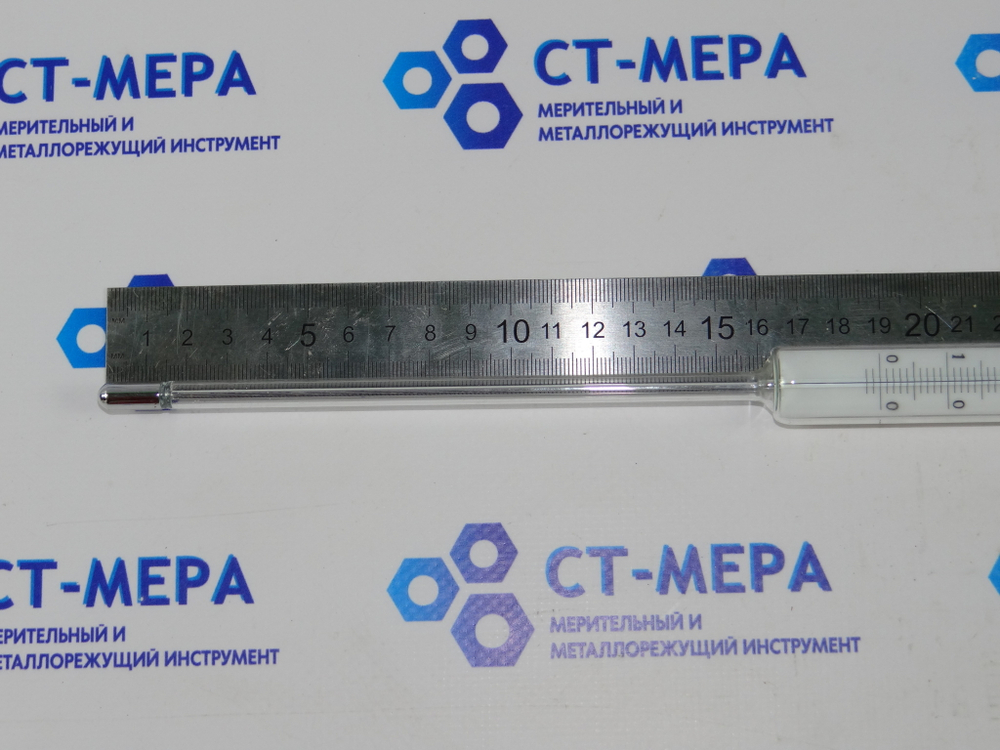 СТ-МЕРА
МЕРИТЕЛЬНЫЙ И
МЕТАЛЛОРЕЖУЩИЙ ИНСТРУМЕНТ
СТ-МЕРА
МЕРИТЕЛЬНЫЙ И
МЕТАЛЛОРЕЖУЩИЙ ИНСТРУМЕНТ
1 2 3 4 5 6 7 8 9 10 11 12 13 14 15 16 17 18 19 20 21
0 1
0 0
СТ-МЕРА
ЕРИТЕЛЬНЫЙ И
ЕТАЛЛОРЕЖУЩИЙ ИНСТРУМЕНТ
СТ-МЕРА
МЕРИТЕЛЬНЫЙ И
МЕТАЛЛОРЕЖУЩИЙ ИНСТРУМЕНТ